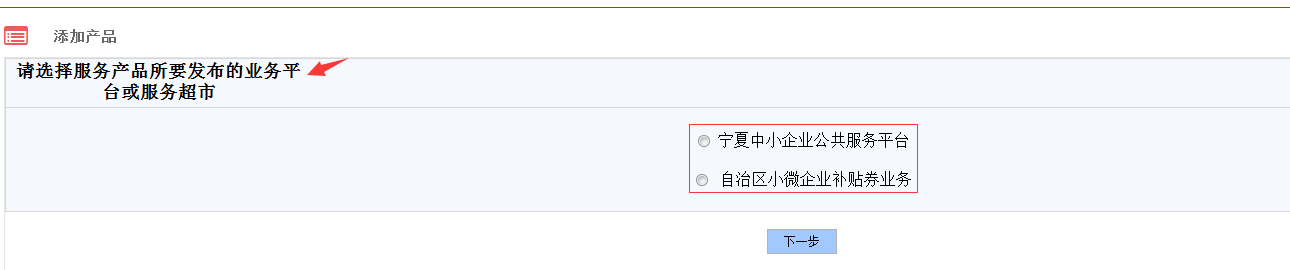 添加产品
请选择服务产品所要发布的业务平
台或服务超市
宁夏中小企业公共服务平台
自治区小微企业补贴券业务
下一步